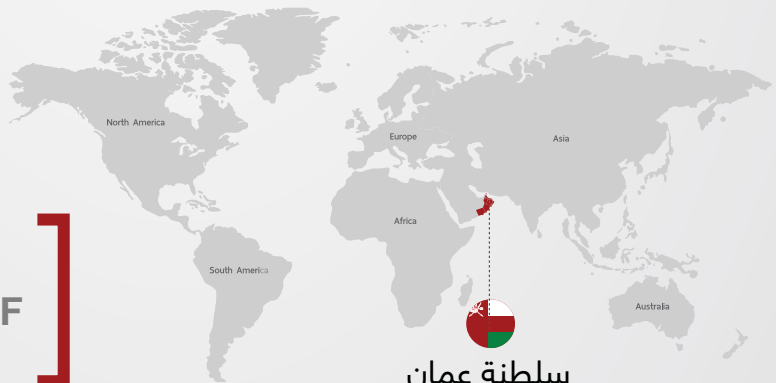 North America
Europe
Asia
Africa
South America
F
Australia
سلطنة عمان